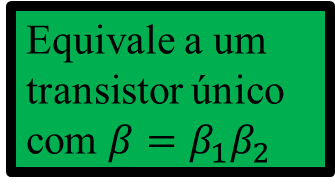 Equivale a um
transistor único
com β = β₁β₂